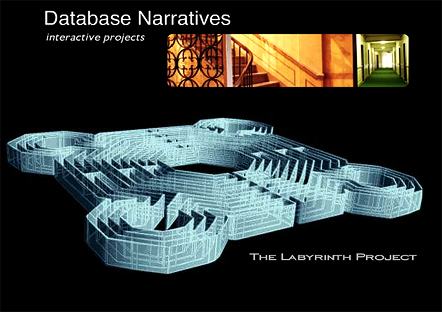 Database Narratives
interactive projects
The Labyrinth Project